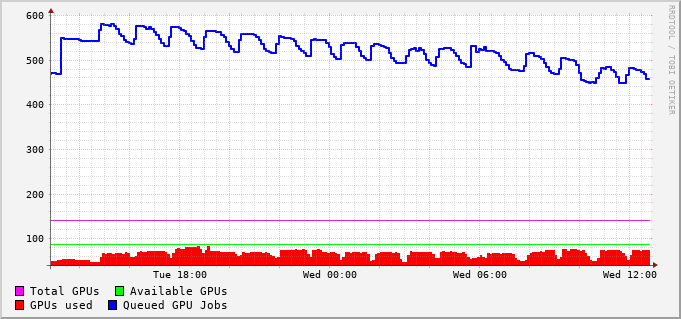 600
500
400
300
200
100
Tue 18:00 Wed 00:00 Wed 06:00 Wed 12:00
Total GPUs Available GPUs
GPUs used Queued GPU Jobs
RRDTOOL / TOBI OETIKER